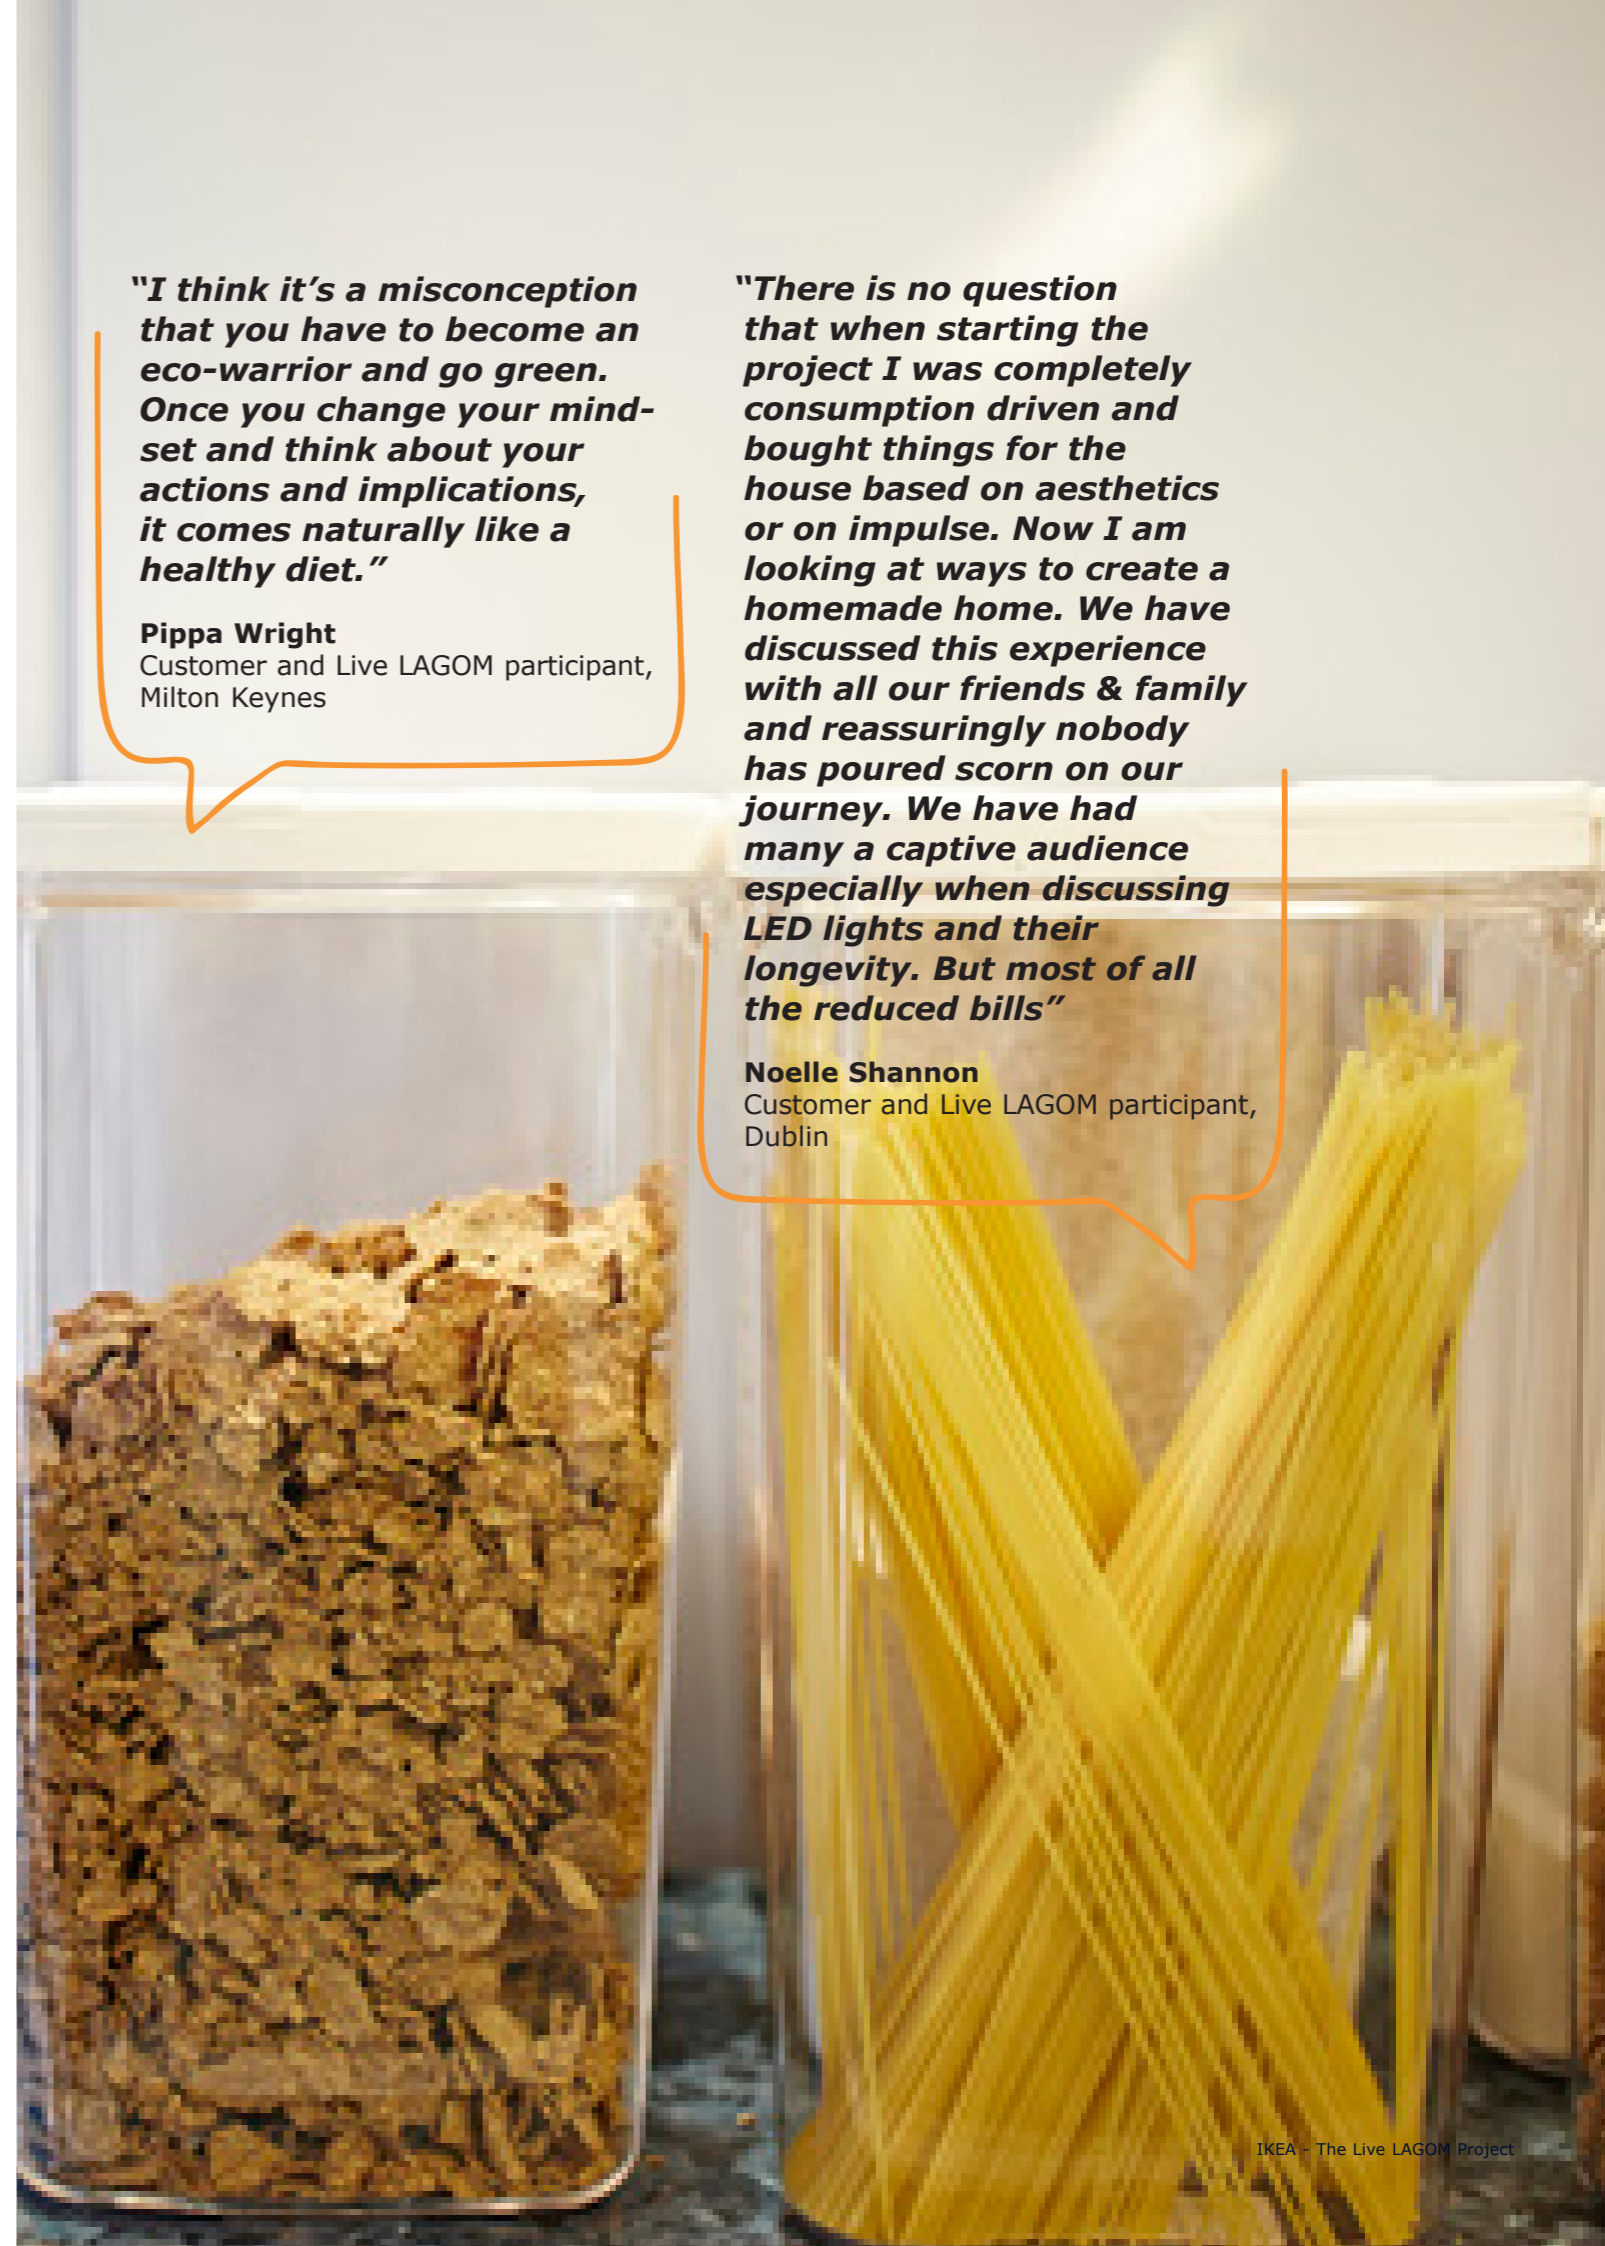 “I think it’s a misconception
that you have to become an
eco-warrior and go green.
Once you change your mind-
set and think about your
actions and implications,
it comes naturally like a
healthy diet.”
Pippa Wright
Customer and Live LAGOM participant,
Milton Keynes
“There is no question
that when starting the
project I was completely
consumption driven and
bought things for the
house based on aesthetics
or on impulse. Now I am
looking at ways to create a
homemade home. We have
discussed this experience
with all our friends & family
and reassuringly nobody
has poured scorn on our
journey. We have had
many a captive audience
especially when discussing
LED lights and their
longevity. But most of all
the reduced bills”
Noelle Shannon
Customer and Live LAGOM participant,
Dublin
IKEA - The Live LAGOM Project